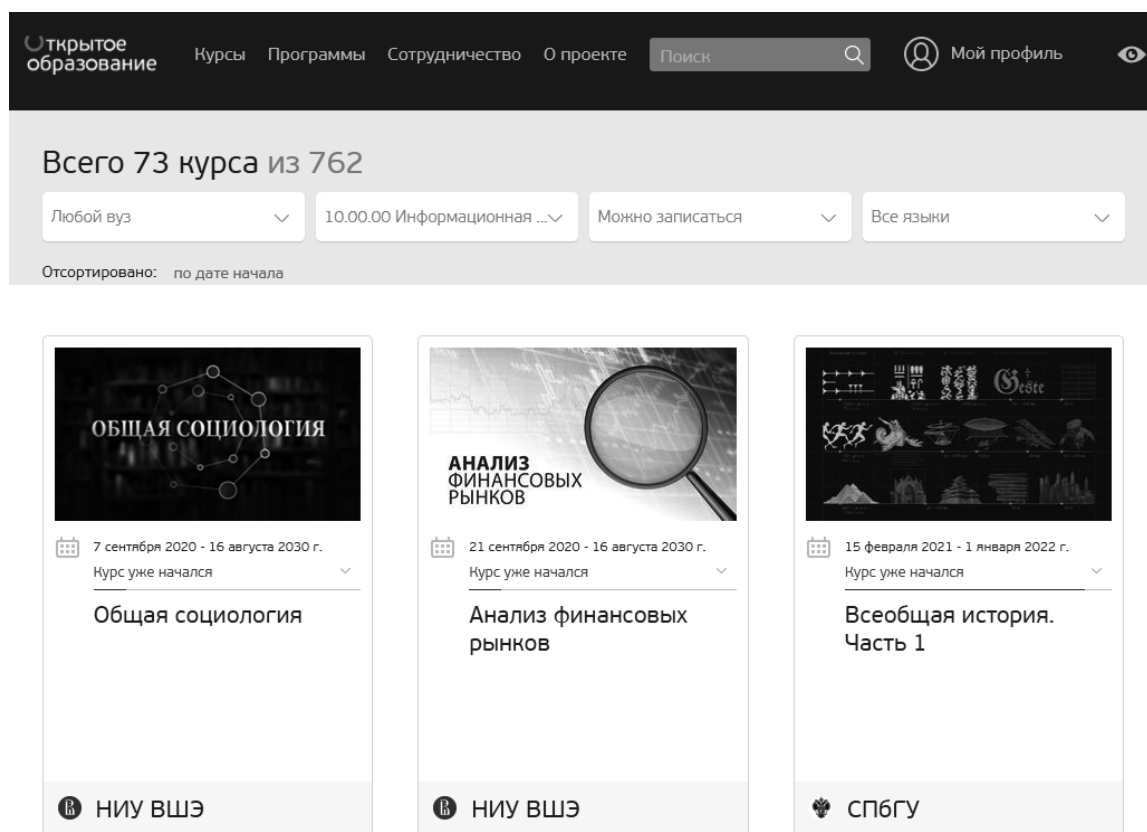 Открытое
образование
Курсы Программы Сотрудничество О проекте Поиск Мой профиль
Всего 73 курса из 762
Любой вуз 10.00.00 Информационная ... Можно записаться Все языки
Отсортировано: по дате начала
ОБЩАЯ СОЦИОЛОГИЯ
АНАЛИЗ
ФИНАНСОВЫХ
РЫНКОВ
Geste
7 сентября 2020 - 16 августа 2030 г.
Курс уже начался
Общая социология
НИУ ВШЭ
21 сентября 2020 - 16 августа 2030 г.
Курс уже начался
Анализ финансовых
рынков
НИУ ВШЭ
15 февраля 2021 - 1 января 2022 г.
Курс уже начался
Всеобщая история.
Часть 1
СПбГУ